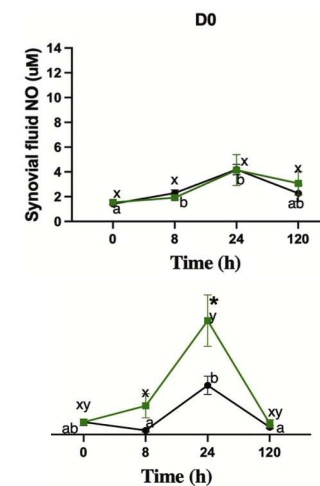 D0
Synovial fluid NO (uM)
14
12
10
8
6
4
2
0
x
x
x
x
a
b
b
ab
0 8 24 120
Time (h)
*
y
xy
x
b
xy
ab
a
a
0 8 24 120
Time (h)